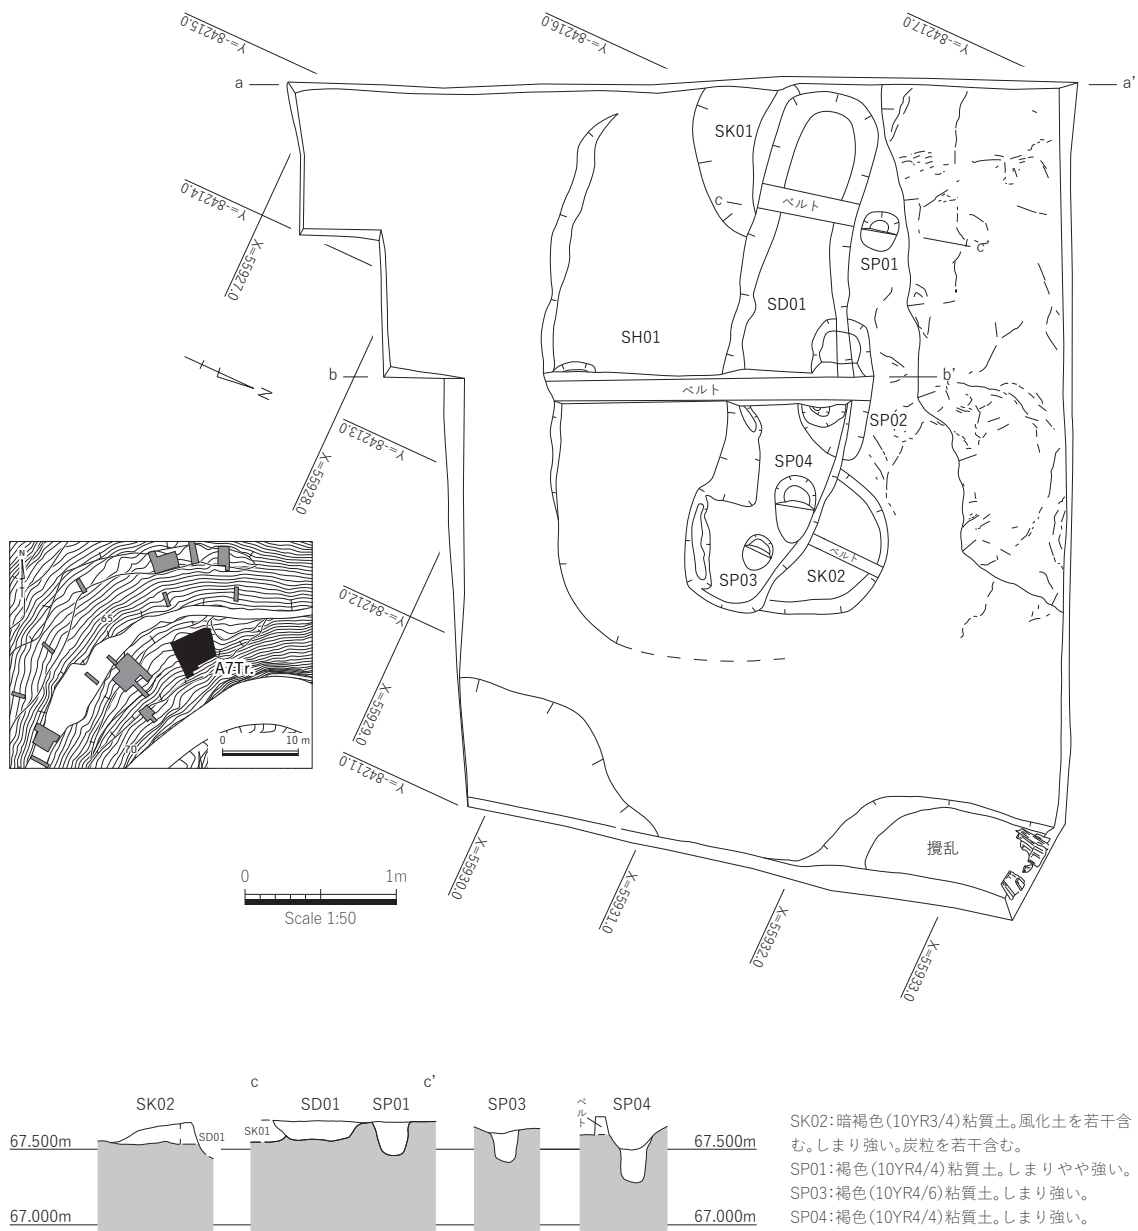 Y=-84215.0
Y=-84216.0
Y=-84217.0
a
a'
SK01
c
ベルト
SP01
c'
Y=-84214.0
X=55927.0
SD01
SH01
N
b
ベルト
b'
SP02
Y=-84213.0
X=55928.0
SP04
ベルト
SP03
SK02
N
65
A7Tr.
70
0
10 m
Y=-84212.0
X=55929.0
Y=-84211.0
攪乱
0
1m
Scale 1:50
X=55930.0
X=55931.0
X=55932.0
X=55933.0
c
c'
SK02
SD01
SP01
SP03
ベルト
SP04
67.500m
SD01
SK01
67.500m
67.000m
67.000m
SK02：暗褐色(10YR3/4)粘質土。風化土を若干含
む。しまり強い。炭粒を若干含む。
SP01：褐色(10YR4/4)粘質土。しまりやや強い。
SP03：褐色(10YR4/6)粘質土。しまり強い。
SP04：褐色(10YR4/4)粘質土。しまり強い。